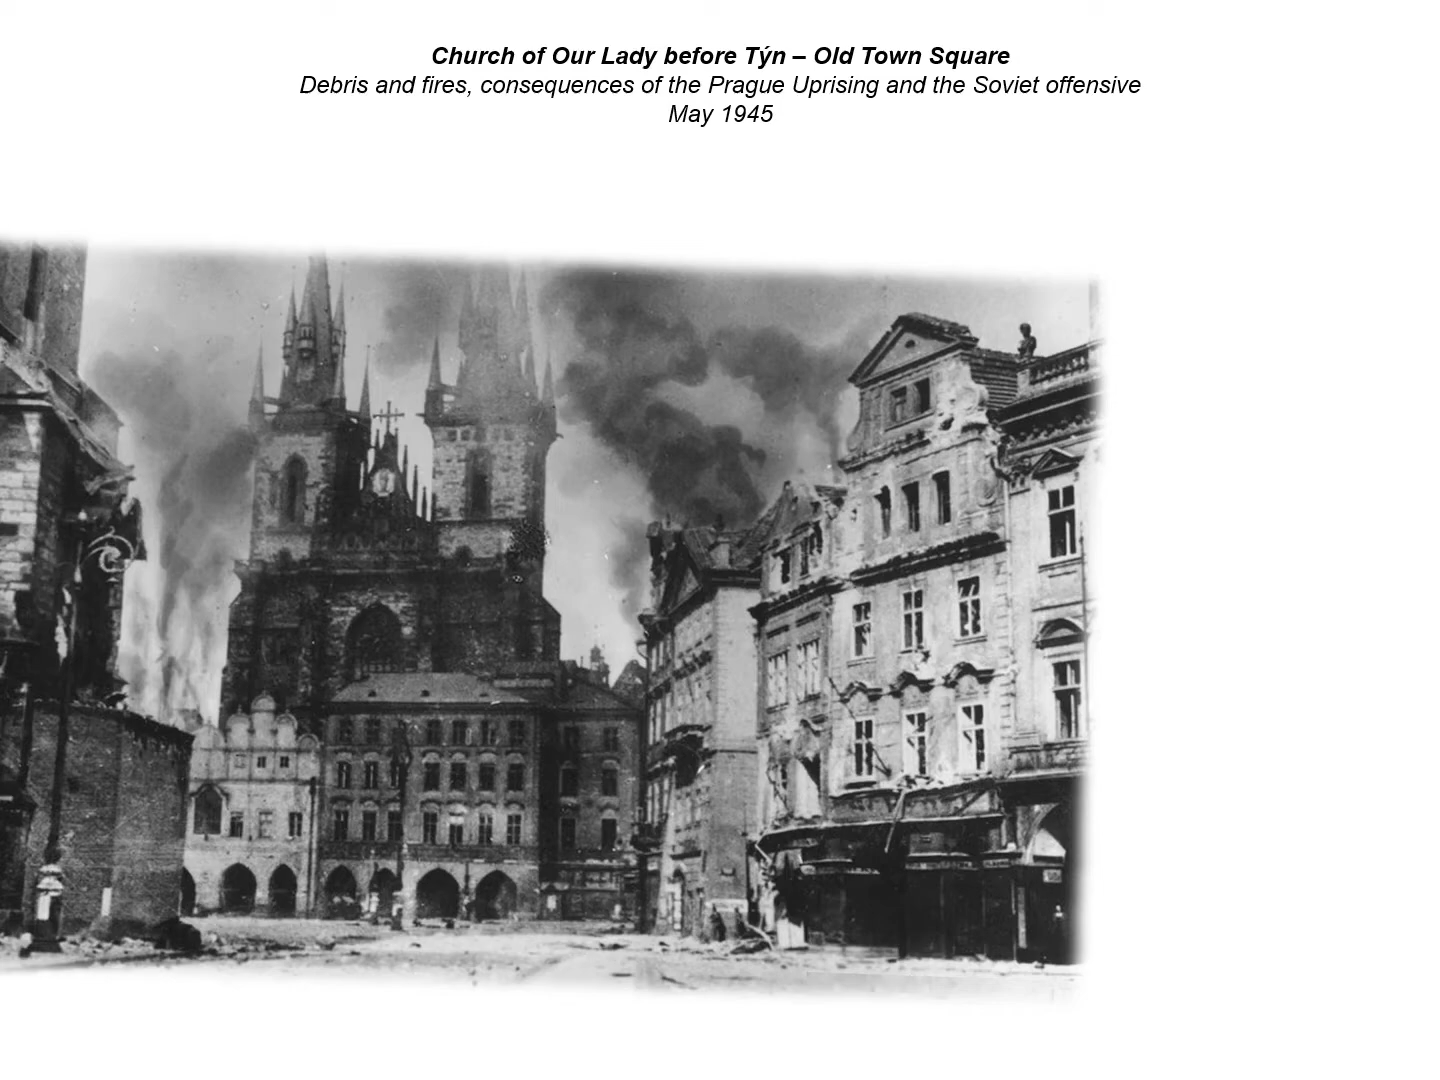 Church of Our Lady before Týn – Old Town Square
Debris and fires, consequences of the Prague Uprising and the Soviet offensive
May 1945